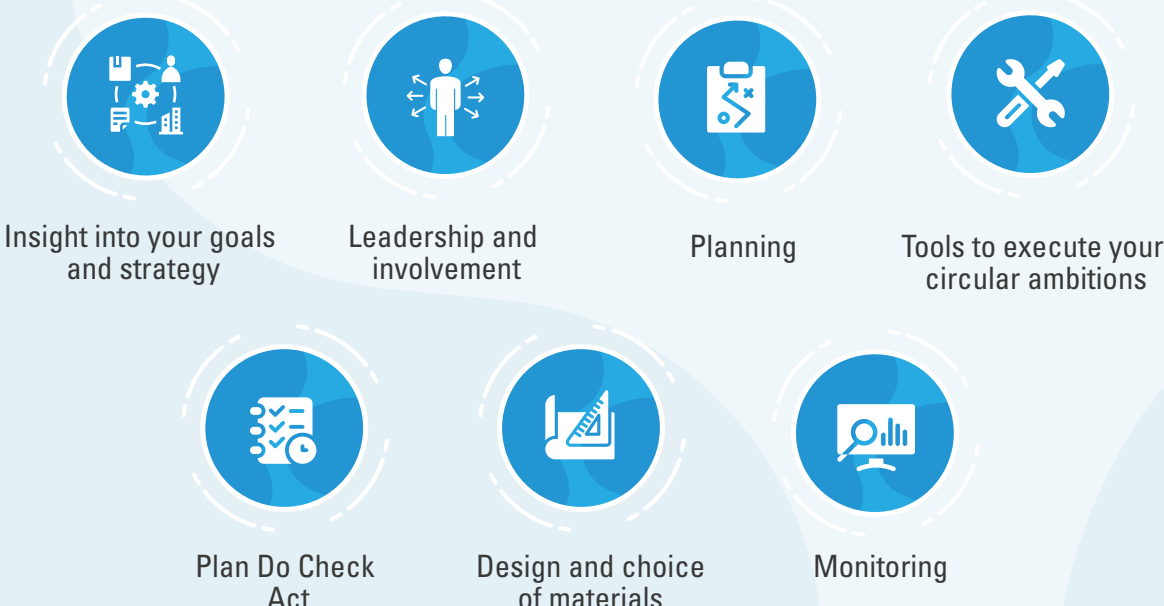 Insight into your goals
and strategy
Leadership and
involvement
Planning
Tools to execute your
circular ambitions
Plan Do Check
Act
Design and choice
of materials
Monitoring